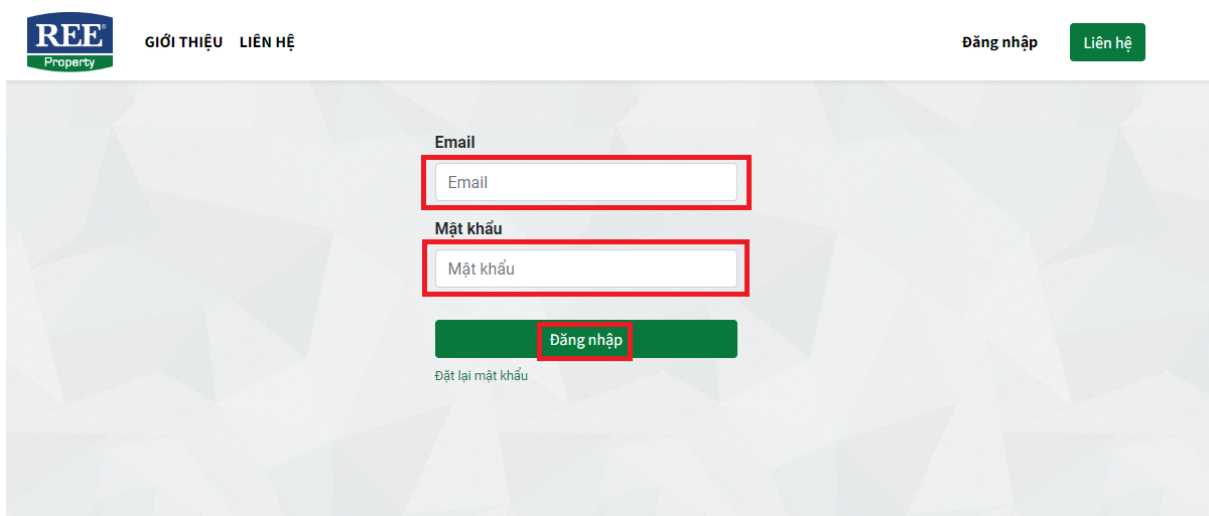 REE®
Property
GIỚI THIỆU LIÊN HỆ
Đăng nhập
Liên hệ
Email
Email
Mật khẩu
Mật khẩu
Đăng nhập
Đặt lại mật khẩu